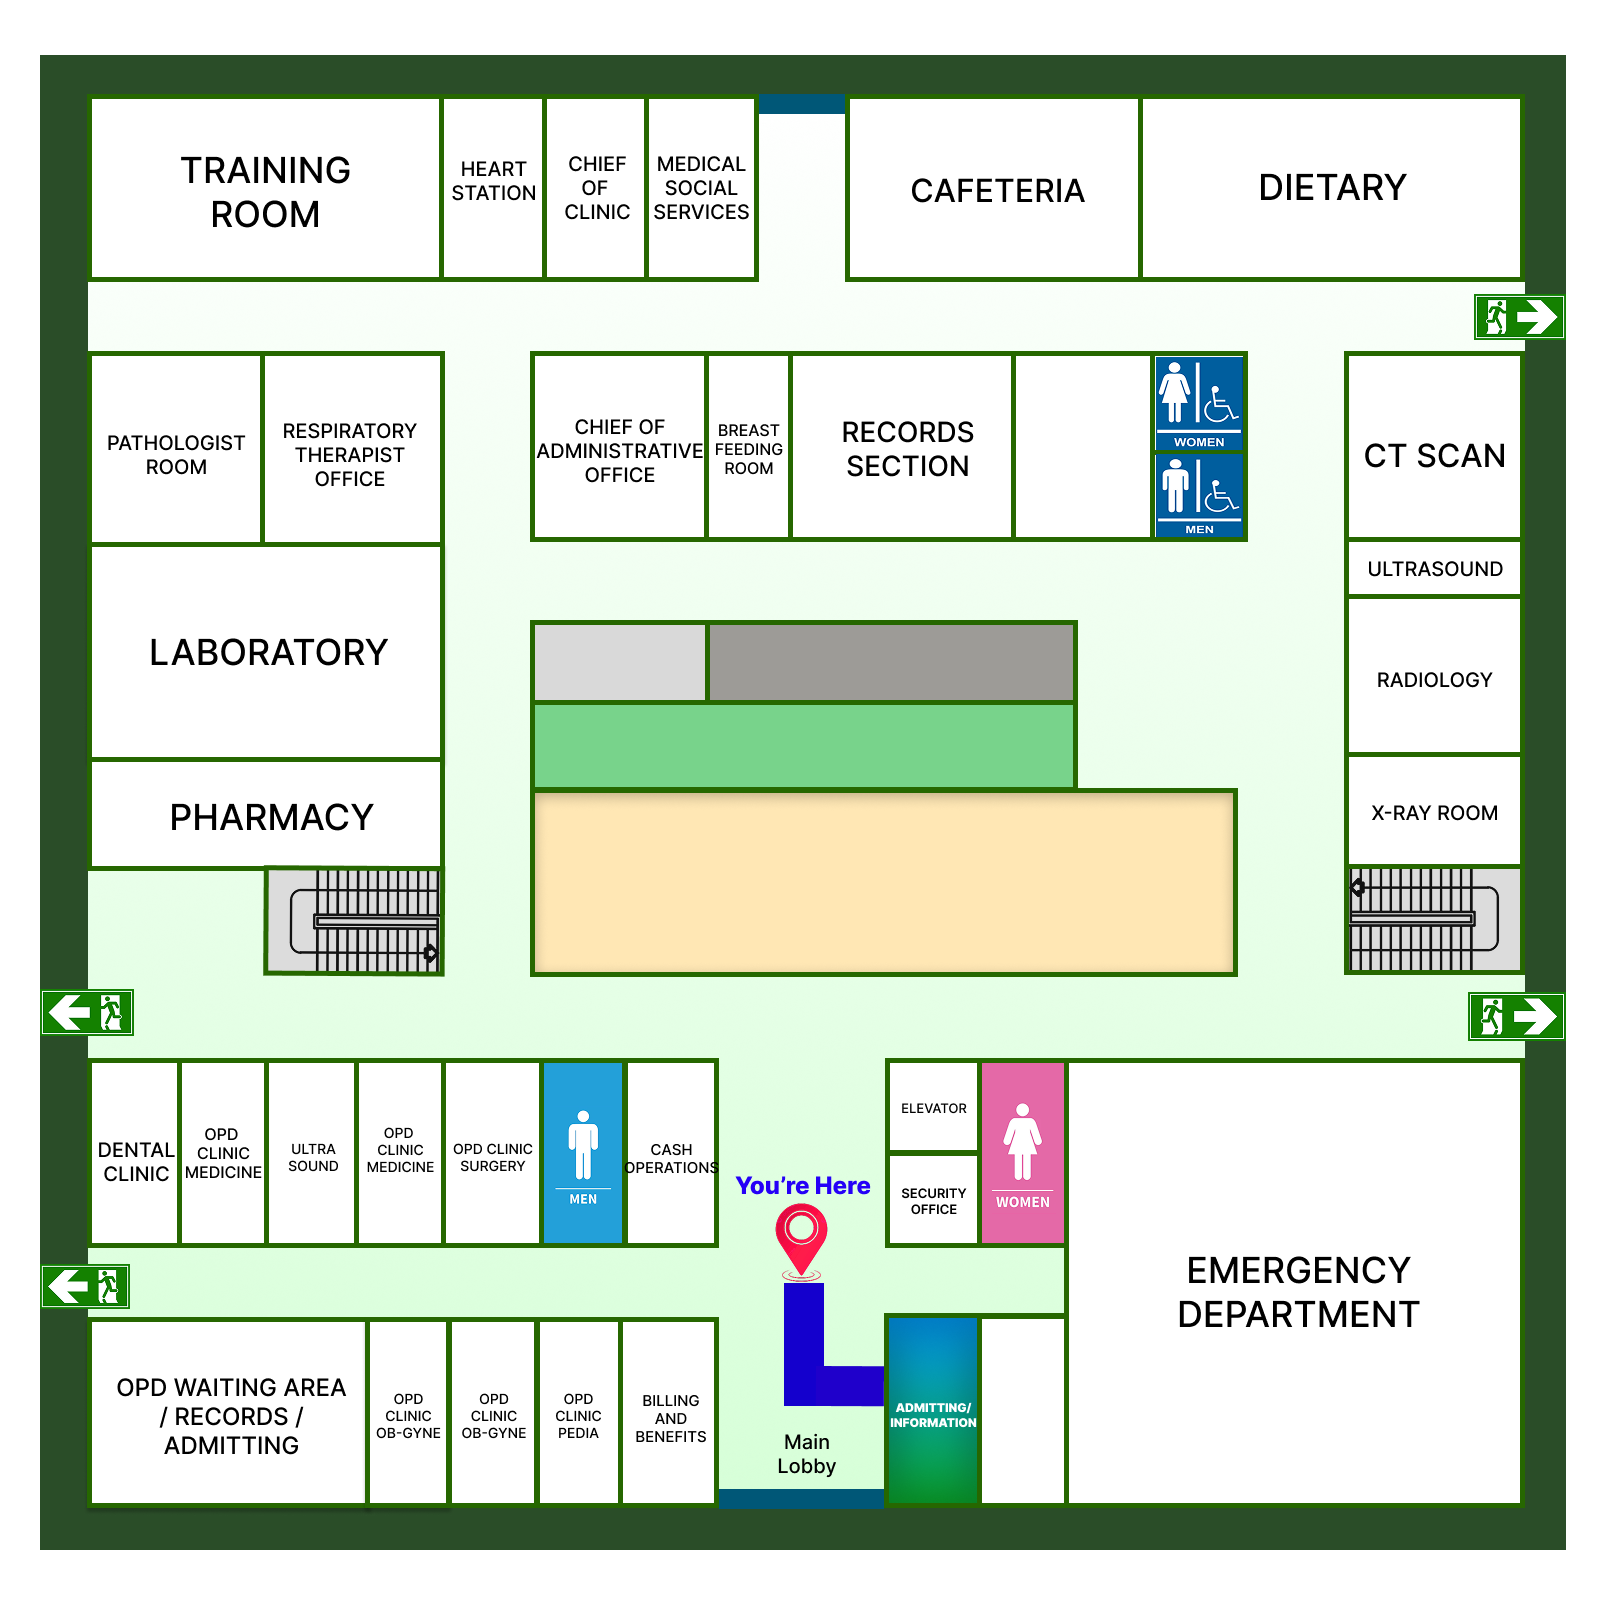 TRAINING
ROOM
HEART
STATION
CHIEF
OF
CLINIC
MEDICAL
SOCIAL
SERVICES
CAFETERIA
DIETARY
PATHOLOGIST
ROOM
RESPIRATORY
THERAPIST
OFFICE
CHIEF OF
ADMINISTRATIVE
OFFICE
BREAST
FEEDING
ROOM
RECORDS
SECTION
WOMEN
MEN
CT SCAN
ULTRASOUND
LABORATORY
RADIOLOGY
PHARMACY
X-RAY ROOM
DENTAL
CLINIC
OPD
CLINIC
MEDICINE
ULTRA
SOUND
OPD
CLINIC
MEDICINE
OPD CLINIC
SURGERY
MEN
CASH
OPERATIONS
You're Here
ELEVATOR
SECURITY
OFFICE
WOMEN
EMERGENCY
DEPARTMENT
OPD WAITING AREA
/ RECORDS /
ADMITTING
OPD
CLINIC
OB-GYNE
OPD
CLINIC
OB-GYNE
OPD
CLINIC
PEDIA
BILLING
AND
BENEFITS
Main
Lobby
ADMITTING/
INFORMATION